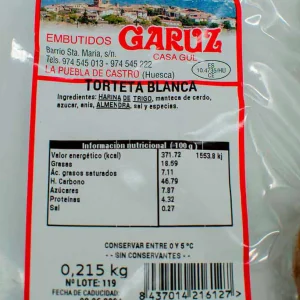 EMBUTIDOS GARUZ
CASA GUL
Barrio Sta. María, s/n.
Tels. 974 545 013 - 974 545 222
LA PUEBLA DE CASTRO (Huesca)
ES
10.4735/HU
CE
TORTETA BLANCA
Ingredientes: HARINA DE TRIGO, manteca de cerdo,
azúcar, anís, ALMENDRA, sal y especias.
Información nutricional (-100 g )
Valor energético (kcal) 371.72 1553.8 kj
Grasas 18.59
Ác. grasos saturados 7.11
H. Carbono 46.79
Azúcares 7.87
Proteínas 4.32
Sal 0.27
CONSERVAR ENTRE 0 Y 5 °C
-- SIN CONSERVANTES--
0,215 kg
Nº LOTE: 119
FECHA DE CADUCIDAD:
8 437014 216127 >